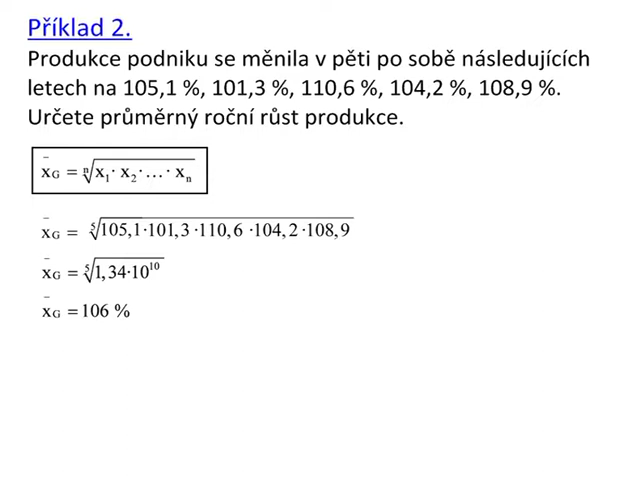 Příklad 2.
Produkce podniku se měnila v pěti po sobě následujících
letech na 105,1 %, 101,3 %, 110,6 %, 104,2 %, 108,9 %.
Určete průměrný roční růst produkce.
x̄G = ⁿ√x₁· x₂ · … · xₙ
x̄G = ⁵√105,1·101,3·110,6 ·104,2·108,9
x̄G = ⁵√1,34·10¹⁰
x̄G = 106 %